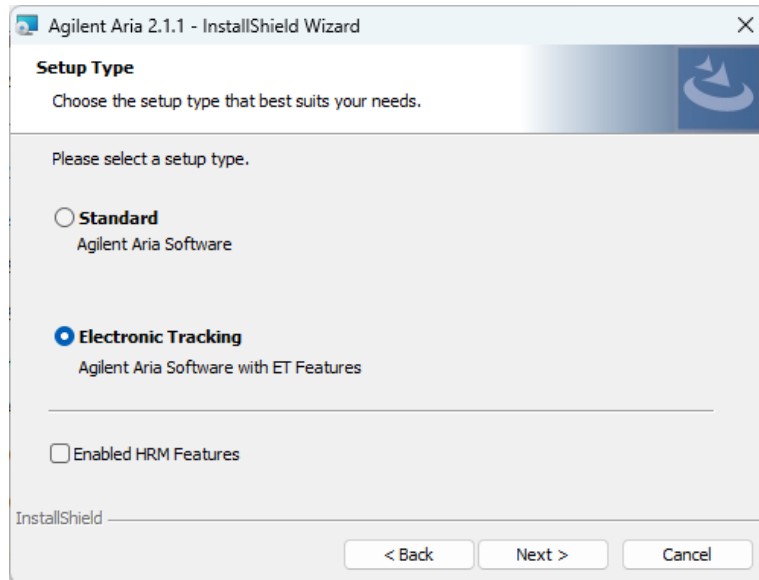 Agilent Aria 2.1.1 - InstallShield Wizard
Setup Type
Choose the setup type that best suits your needs.
Please select a setup type.
Standard
Agilent Aria Software
Electronic Tracking
Agilent Aria Software with ET Features
Enabled HRM Features
InstallShield
< Back Next > Cancel